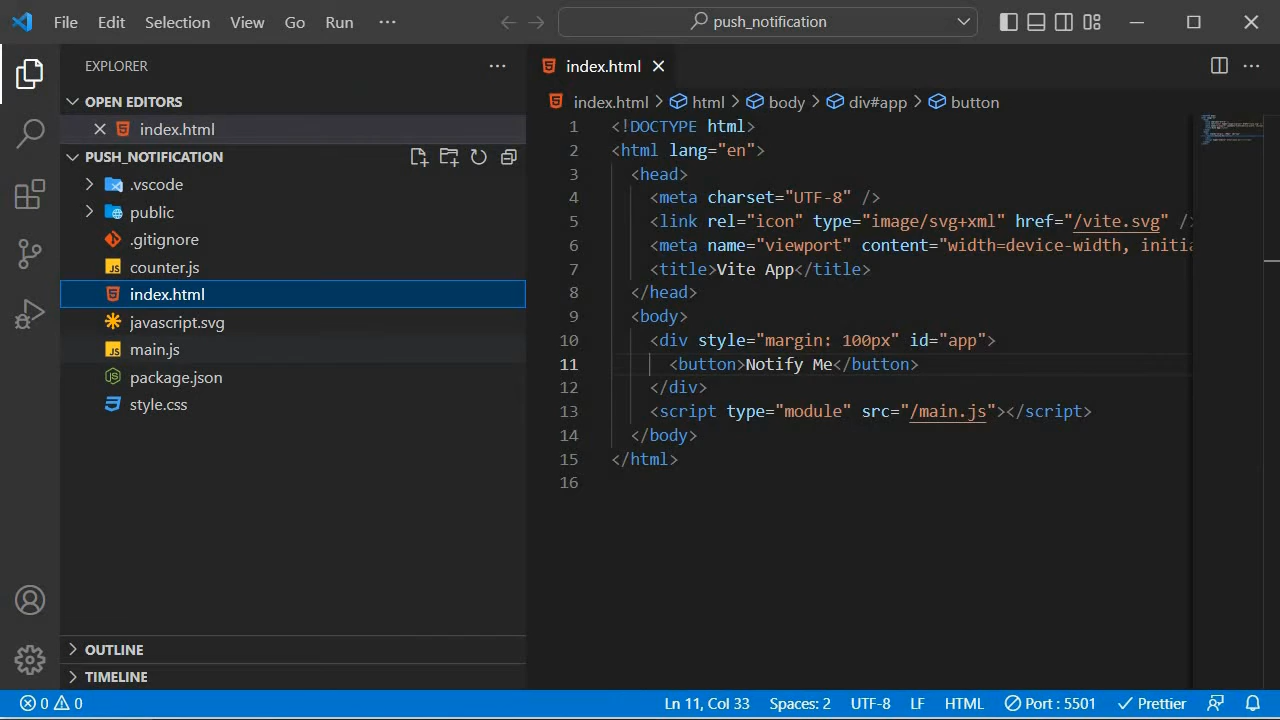 File Edit Selection View Go Run ···
push_notification
EXPLORER
OPEN EDITORS
index.html
PUSH_NOTIFICATION
.vscode
public
.gitignore
counter.js
index.html
javascript.svg
main.js
package.json
style.css
OUTLINE
TIMELINE
index.html
index.html > html > body > div#app > button
1 <!DOCTYPE html>
2 <html lang="en">
3 <head>
4 <meta charset="UTF-8" />
5 <link rel="icon" type="image/svg+xml" href="/vite.svg" />
6 <meta name="viewport" content="width=device-width, initia
7 <title>Vite App</title>
8 </head>
9 <body>
10 <div style="margin: 100px" id="app">
11 <button>Notify Me</button>
12 </div>
13 <script type="module" src="/main.js"></script>
14 </body>
15 </html>
16
0 0 Ln 11, Col 33 Spaces: 2 UTF-8 LF HTML Port : 5501 Prettier